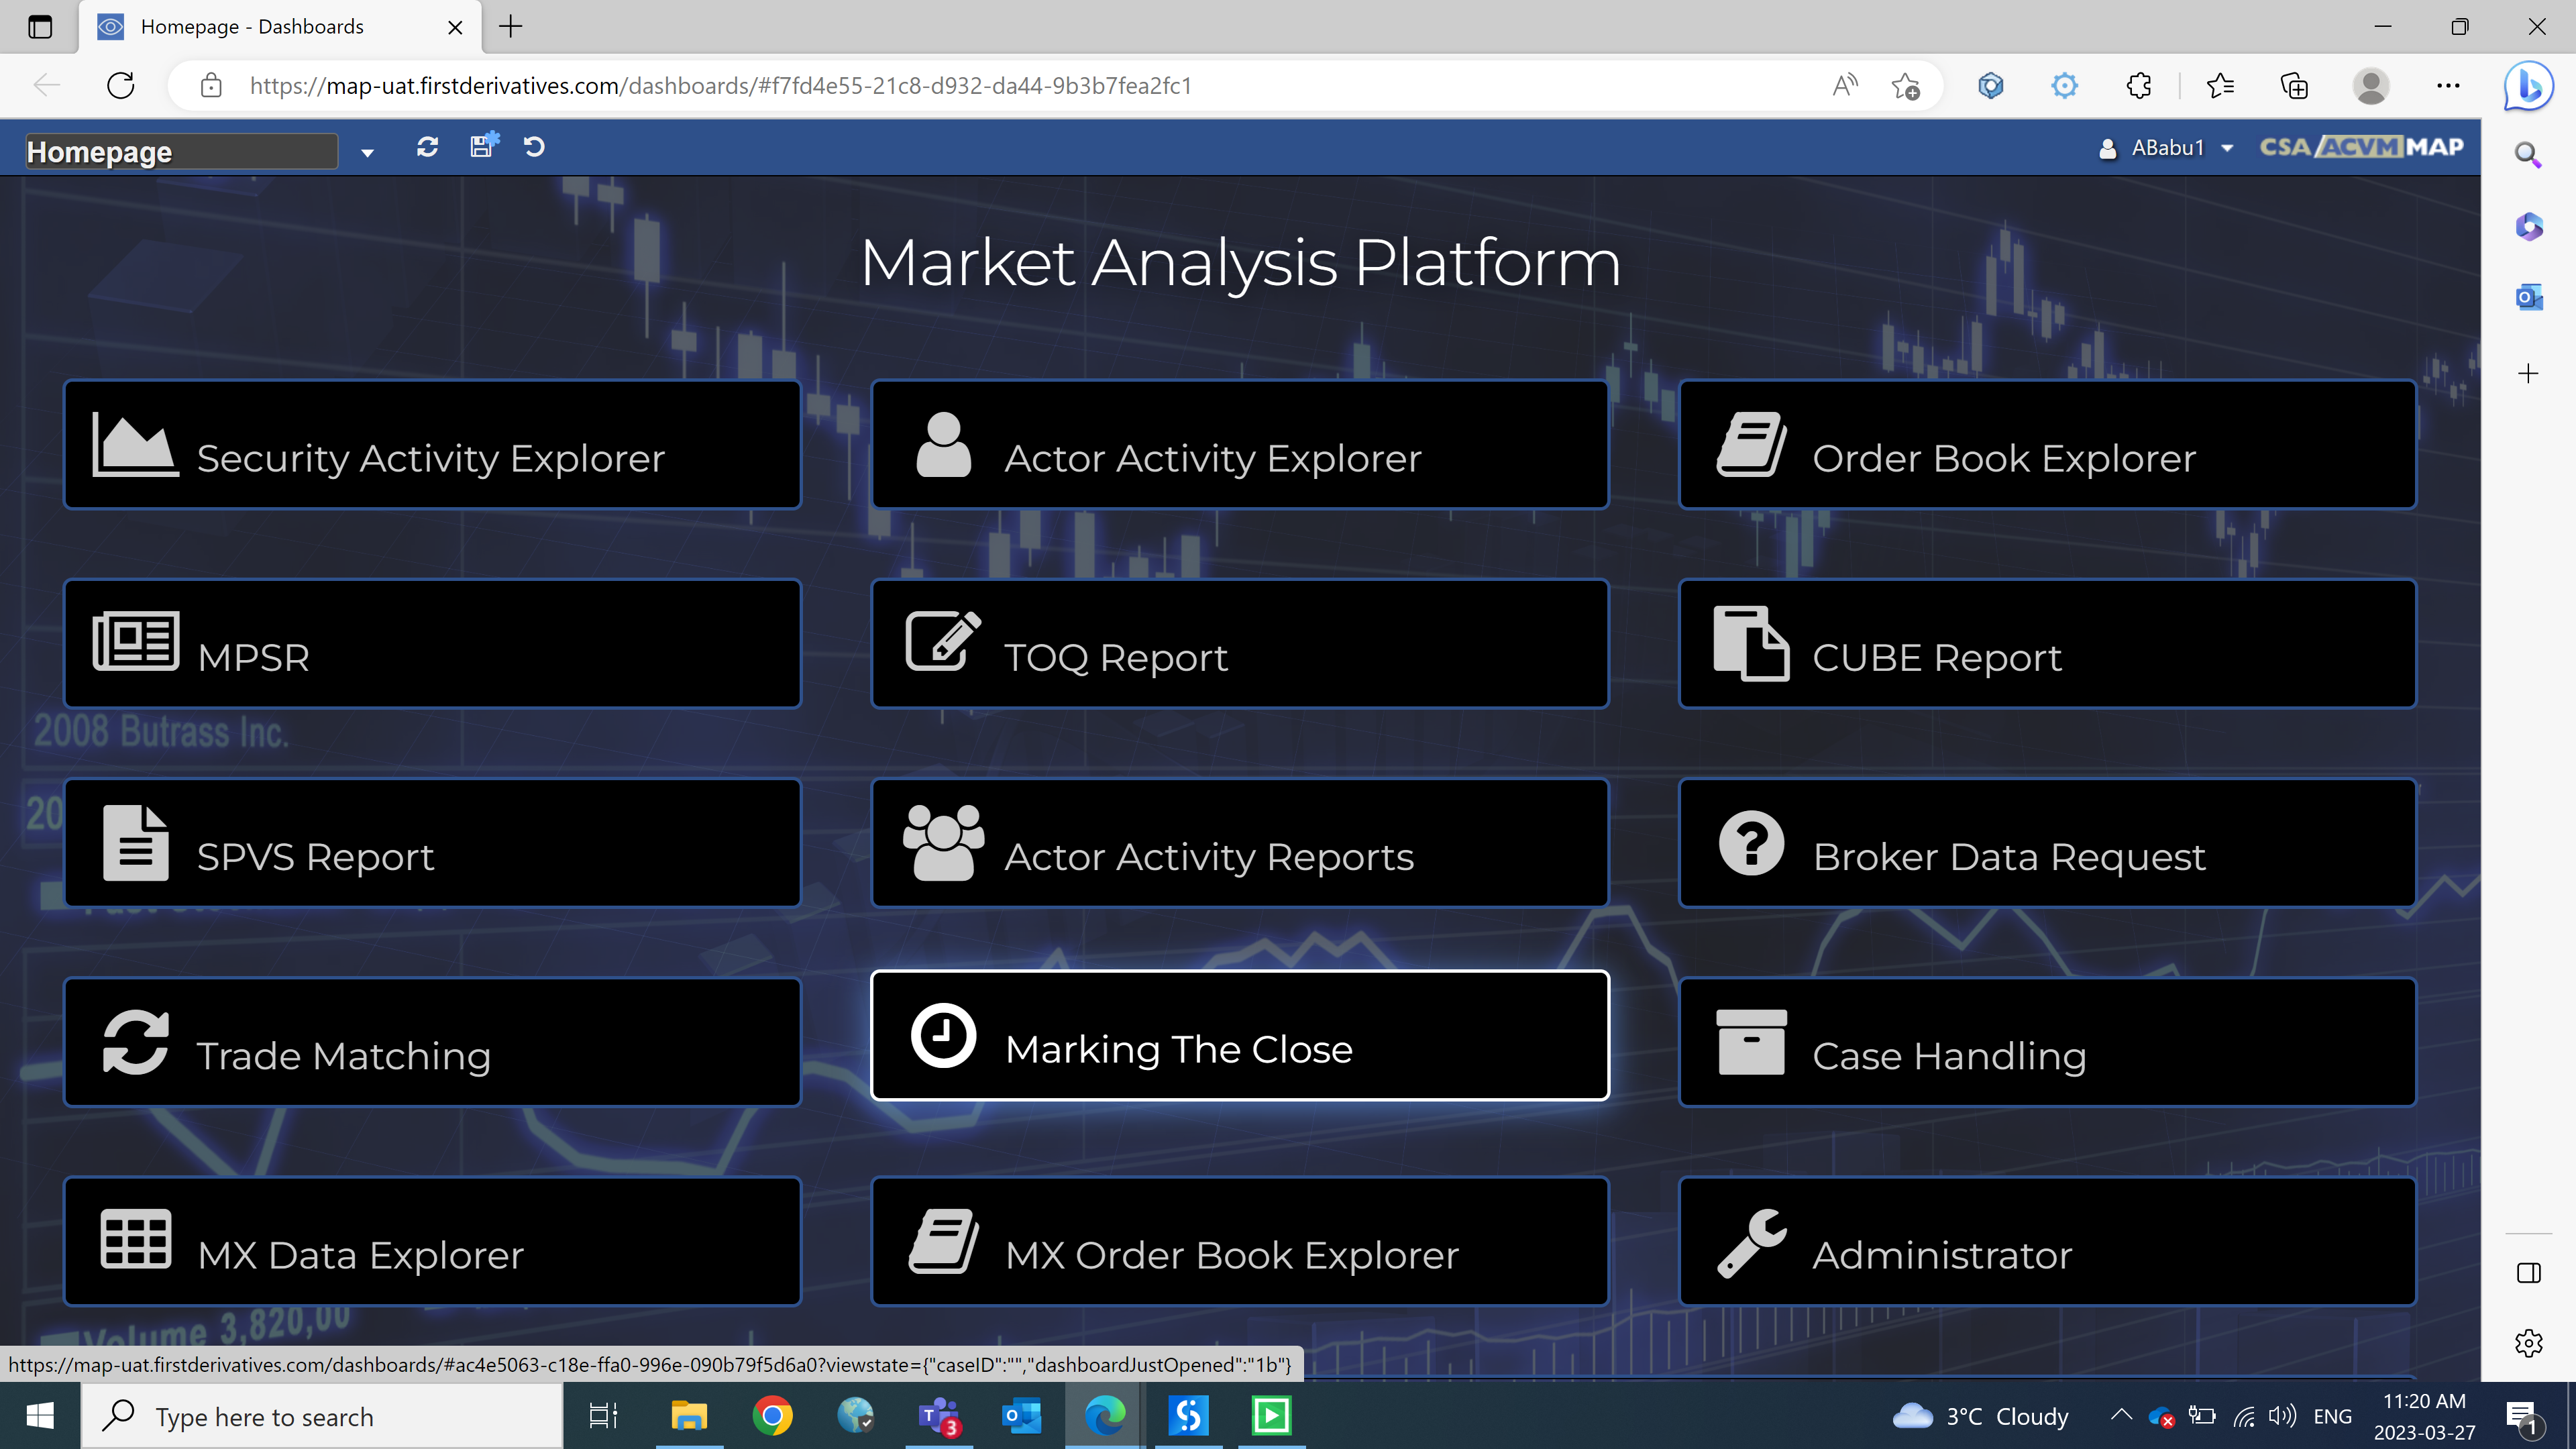 Homepage - Dashboards
https://map-uat.firstderivatives.com/dashboards/#f7fd4e55-21c8-d932-da44-9b3b7fea2fc1
Homepage
ABabu1
CSA/ACVM MAP
Market Analysis Platform
Security Activity Explorer
Actor Activity Explorer
Order Book Explorer
MPSR
TOQ Report
CUBE Report
2008 Butrass Inc.
20
SPVS Report
Actor Activity Reports
Broker Data Request
Trade Matching
Marking The Close
Case Handling
MX Data Explorer
MX Order Book Explorer
Administrator
Volume 3,820,00
https://map-uat.firstderivatives.com/dashboards/#ac4e5063-c18e-ffa0-996e-090b79f5d6a0?viewstate={"caseID":"","dashboardJustOpened":"1b"}
Type here to search
3
3°C Cloudy
ENG
11:20 AM
2023-03-27
1